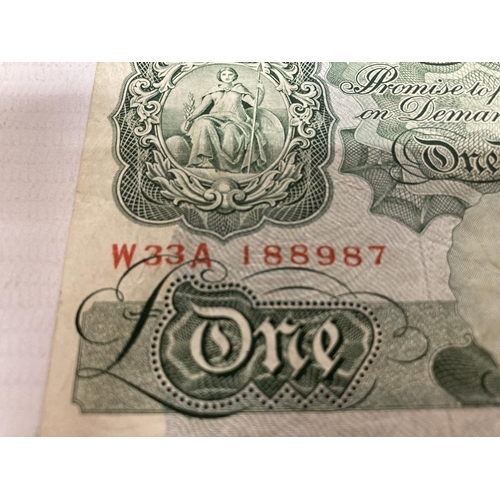 Promise to
on Deman
One
W33A 188987
£ One